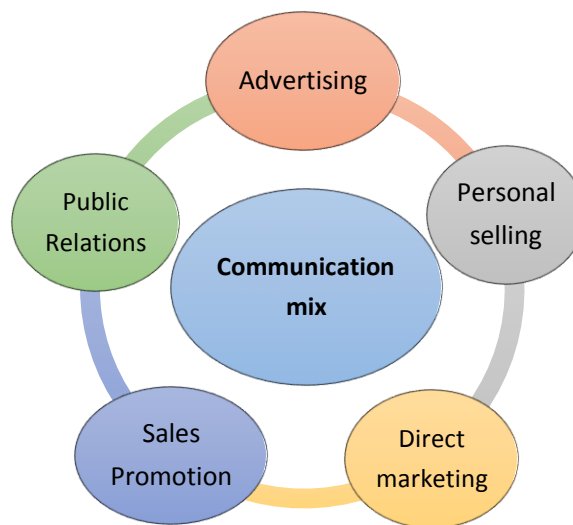 Advertising
Personal
selling
Direct
marketing
Sales
Promotion
Public
Relations
Communication
mix